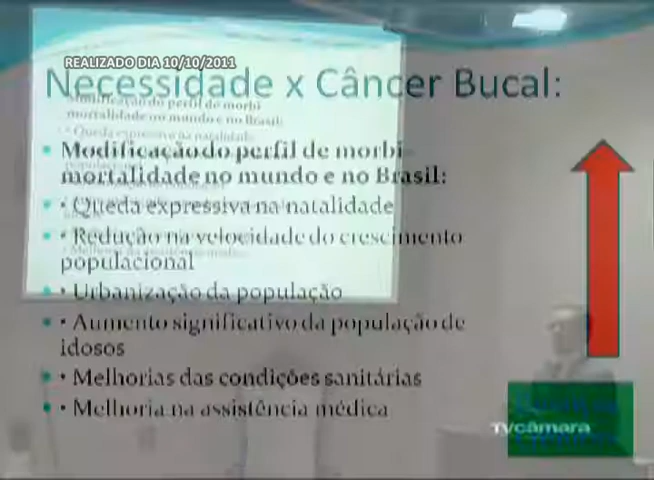 REALIZADO DIA 10/10/2011
Necessidade x Câncer Bucal:
• Modificação do perfil de morbi-
mortalidade no mundo e no Brasil:
• • Queda expressiva na natalidade
• • Redução na velocidade do crescimento
populacional
• • Urbanização da população
• • Aumento significativo da população de
idosos
• • Melhorias das condições sanitárias
• • Melhoria na assistência médica
TVcâmara